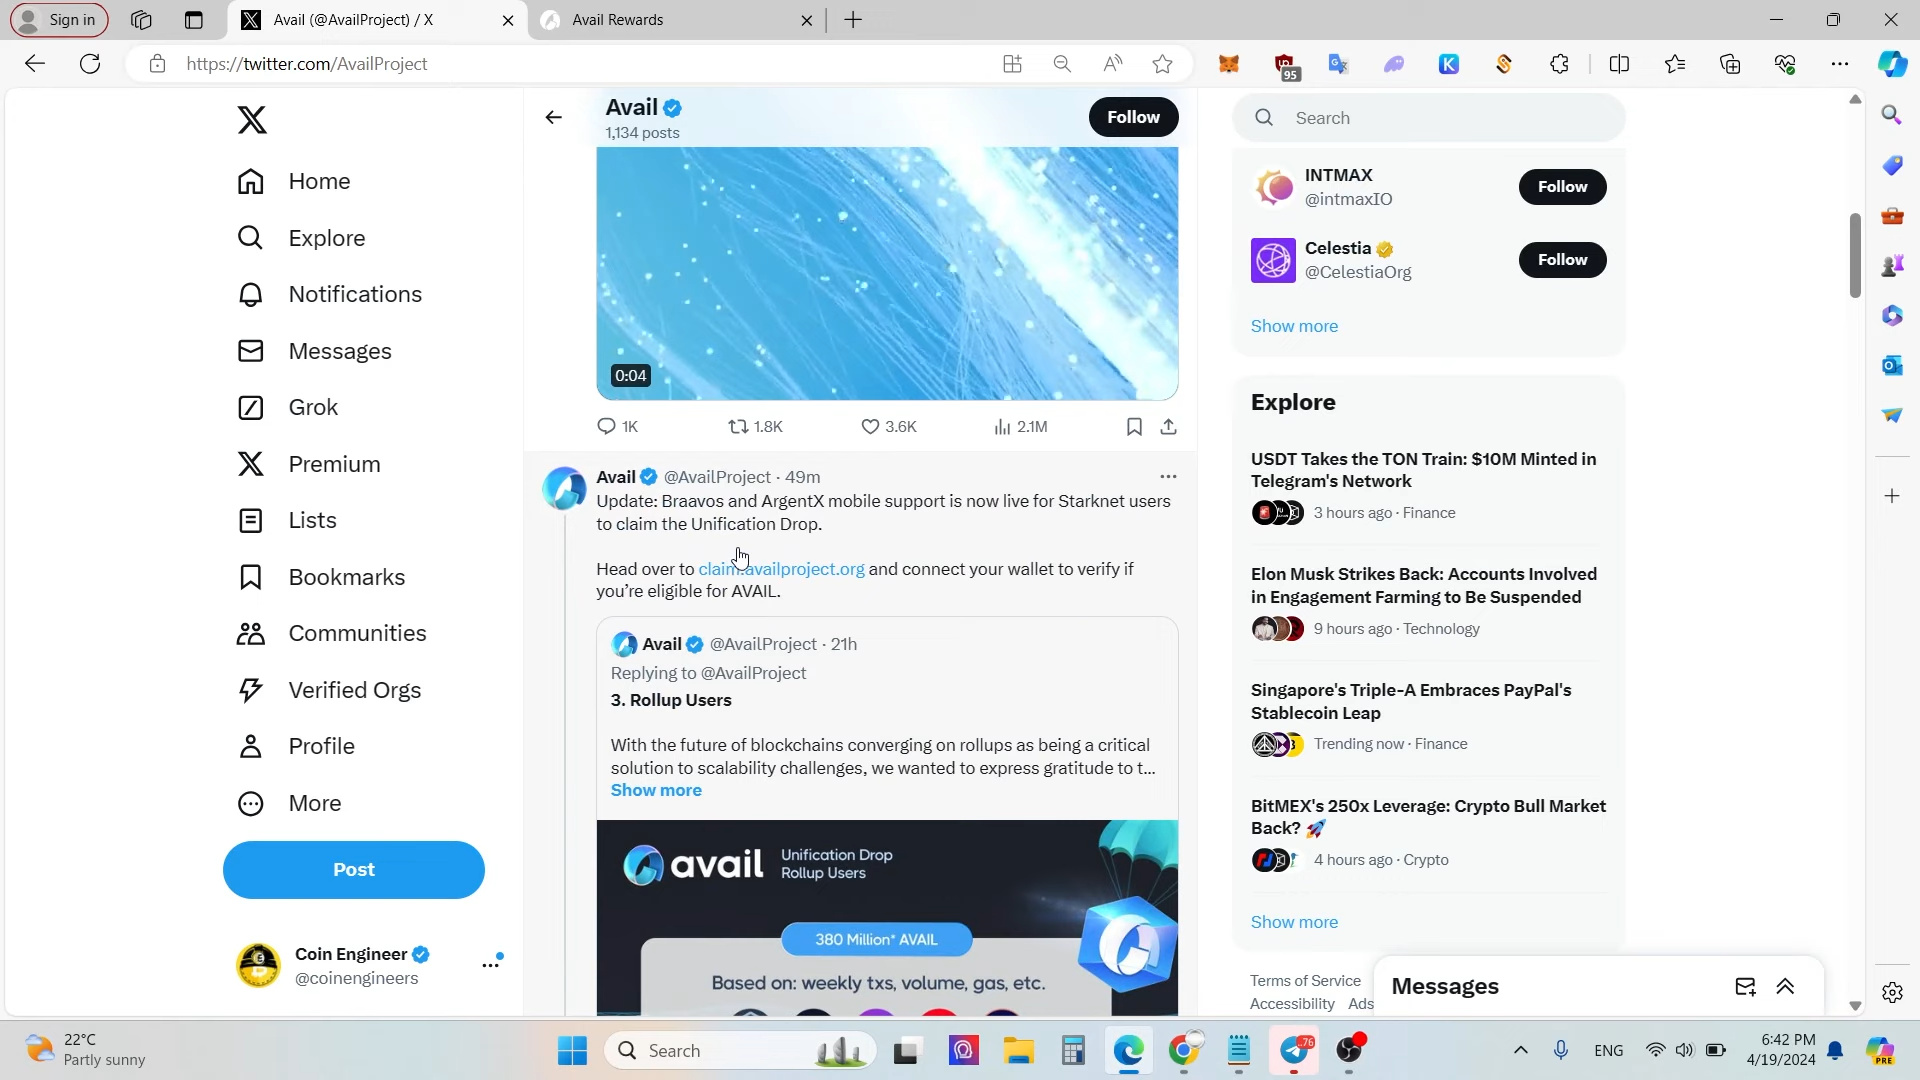 Sign in
Avail (@AvailProject) / X
Avail Rewards
https://twitter.com/AvailProject
95
Home
Explore
Notifications
Messages
Grok
Premium
Lists
Bookmarks
Communities
Verified Orgs
Profile
More
Post
Coin Engineer
@coinengineers
Avail
1,134 posts
Follow
0:04
1K
1.8K
3.6K
2.1M
Avail @AvailProject · 49m
Update: Braavos and ArgentX mobile support is now live for Starknet users
to claim the Unification Drop.
Head over to claim.availproject.org and connect your wallet to verify if
you're eligible for AVAIL.
Avail @AvailProject · 21h
Replying to @AvailProject
3. Rollup Users
With the future of blockchains converging on rollups as being a critical
solution to scalability challenges, we wanted to express gratitude to t...
Show more
avail
Unification Drop
Rollup Users
380 Million* AVAIL
Based on: weekly txs, volume, gas, etc.
Search
INTMAX
@intmaxIO
Follow
Celestia
@CelestiaOrg
Follow
Show more
Explore
USDT Takes the TON Train: $10M Minted in
Telegram's Network
3 hours ago · Finance
Elon Musk Strikes Back: Accounts Involved
in Engagement Farming to Be Suspended
9 hours ago · Technology
Singapore's Triple-A Embraces PayPal's
Stablecoin Leap
Trending now · Finance
BitMEX's 250x Leverage: Crypto Bull Market
Back? 🚀
4 hours ago · Crypto
Show more
Terms of Service
Accessibility Ads
Messages
22°C
Partly sunny
Search
76
ENG
6:42 PM
4/19/2024
PRE